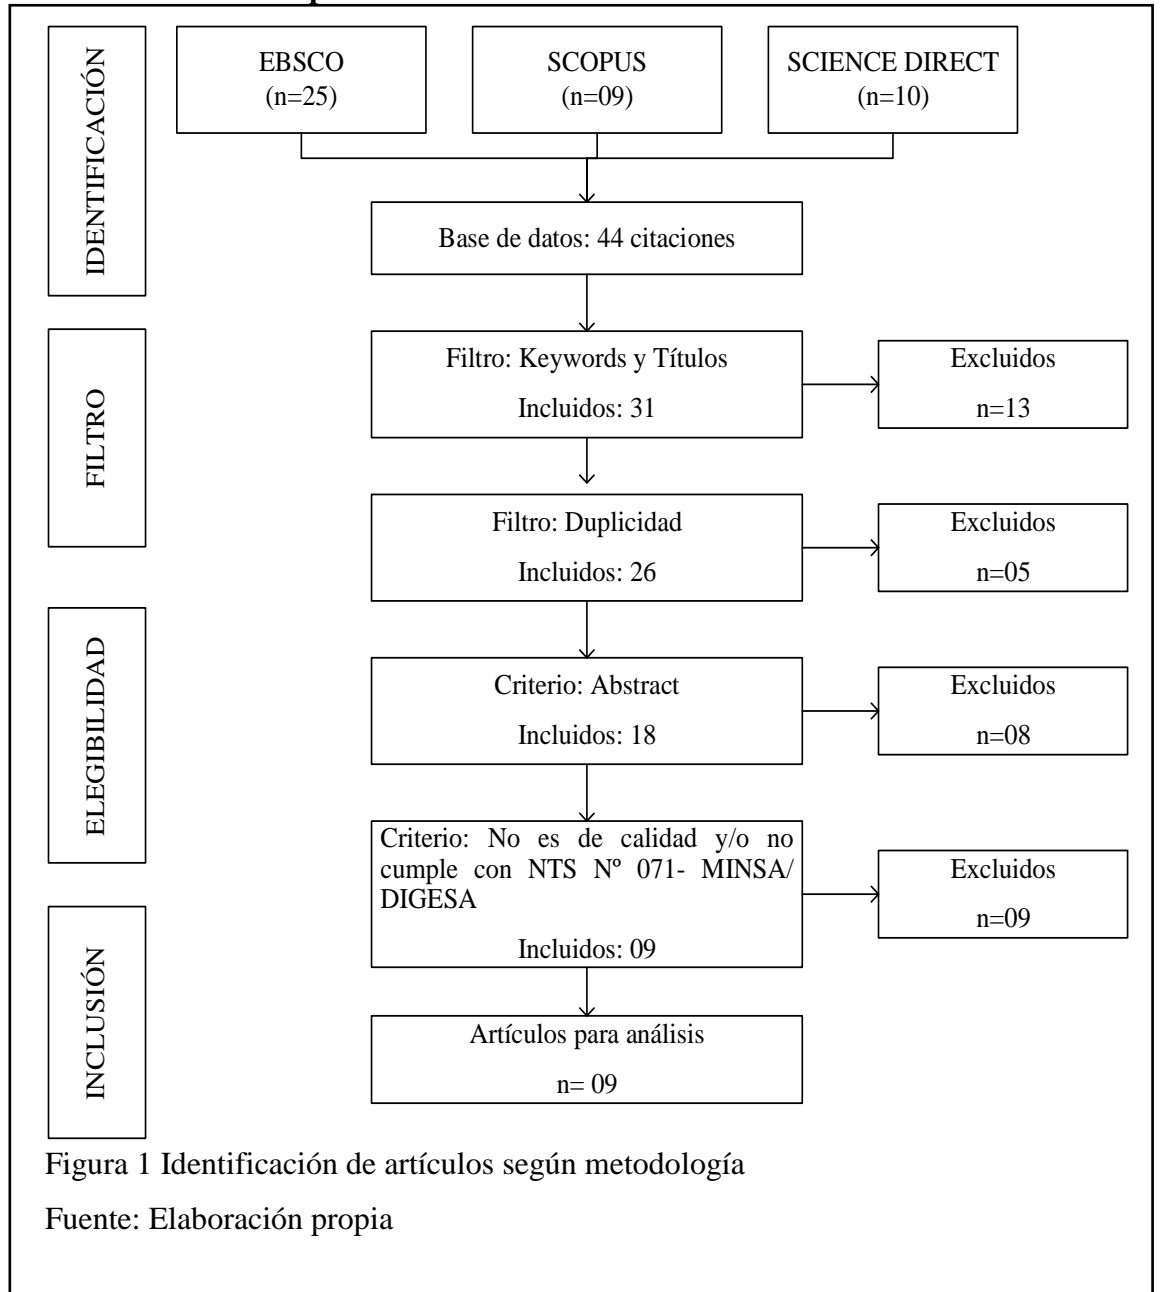 IDENTIFICACIÓN
EBSCO
(n=25)
SCOPUS
(n=09)
SCIENCE DIRECT
(n=10)
Base de datos: 44 citaciones
FILTRO
Filtro: Keywords y Títulos
Incluidos: 31
Excluidos
n=13
Filtro: Duplicidad
Incluidos: 26
Excluidos
n=05
ELEGIBILIDAD
Criterio: Abstract
Incluidos: 18
Excluidos
n=08
Criterio: No es de calidad y/o no
cumple con NTS Nº 071- MINSA/
DIGESA
Incluidos: 09
Excluidos
n=09
INCLUSIÓN
Artículos para análisis
n= 09
Figura 1 Identificación de artículos según metodología
Fuente: Elaboración propia